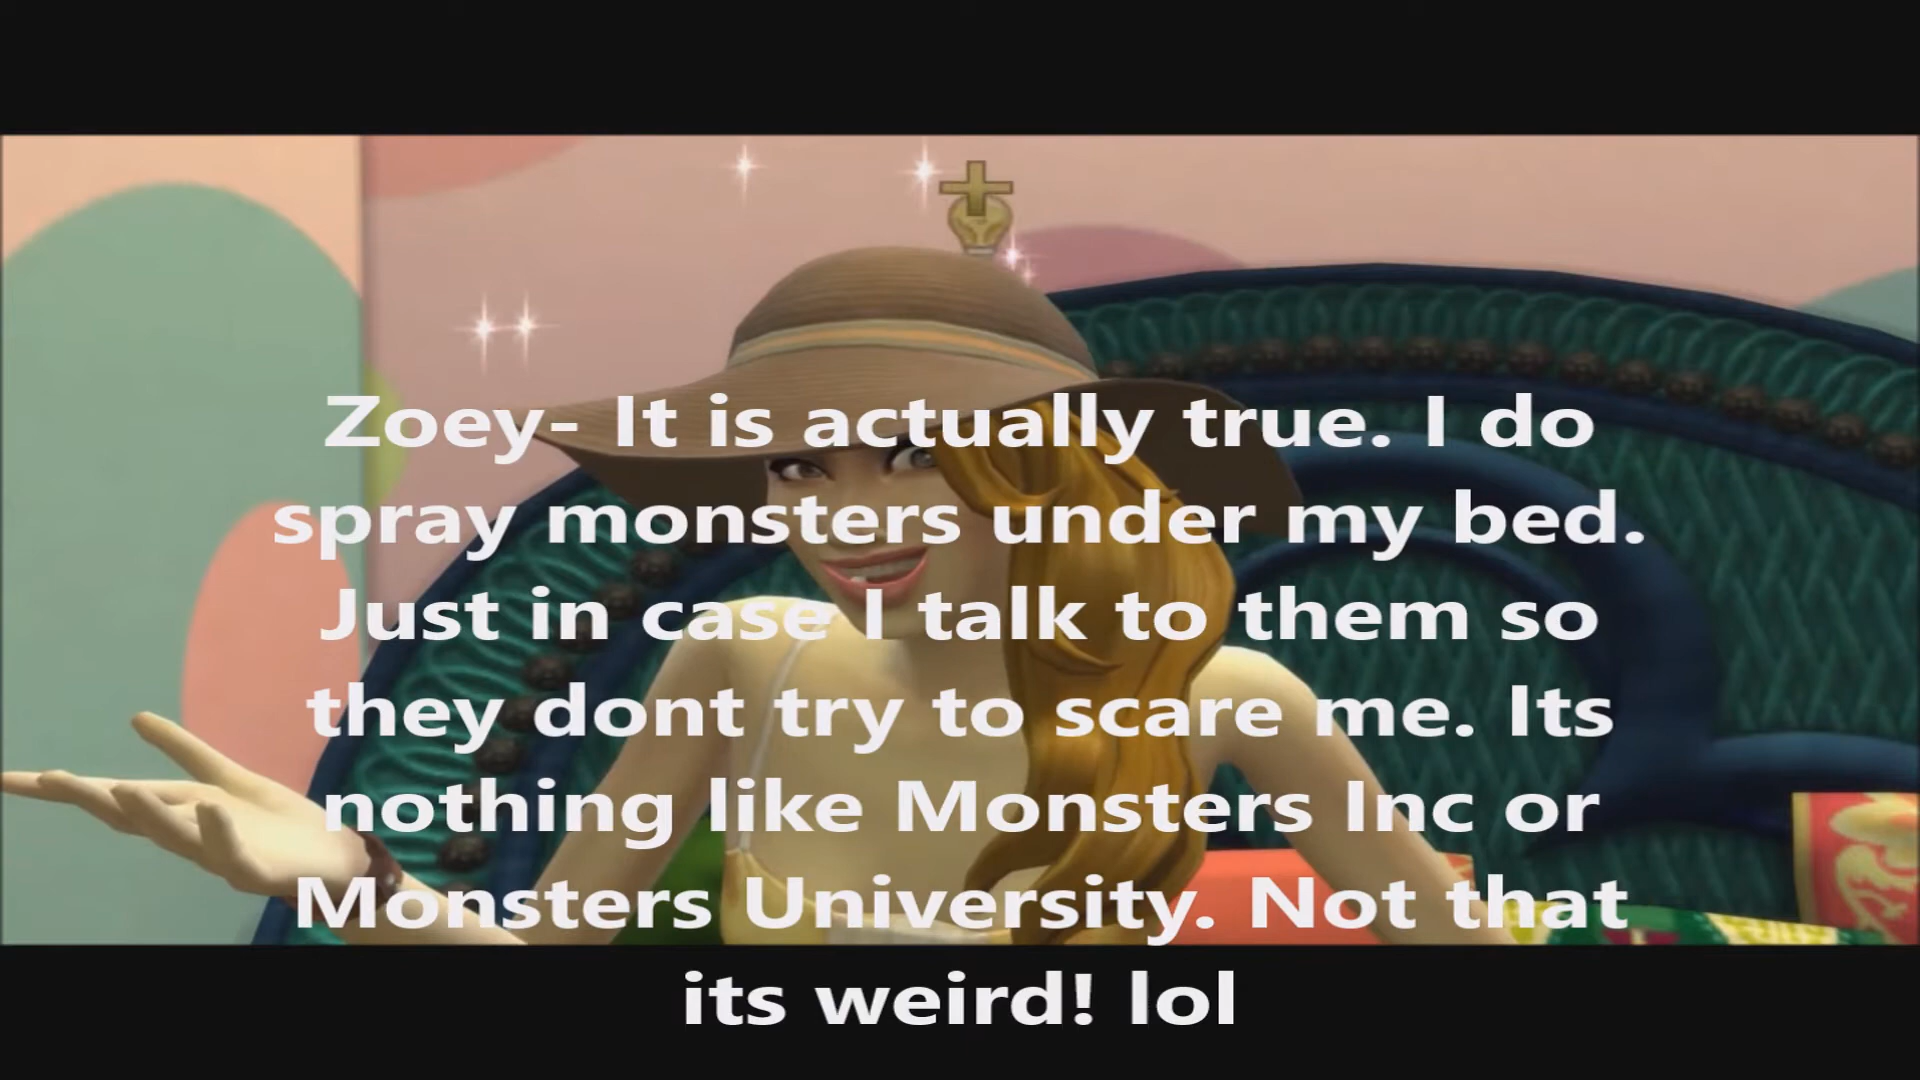 Zoey- It is actually true. I do
spray monsters under my bed.
Just in case I talk to them so
they dont try to scare me. Its
nothing like Monsters Inc or
Monsters University. Not that
its weird! lol